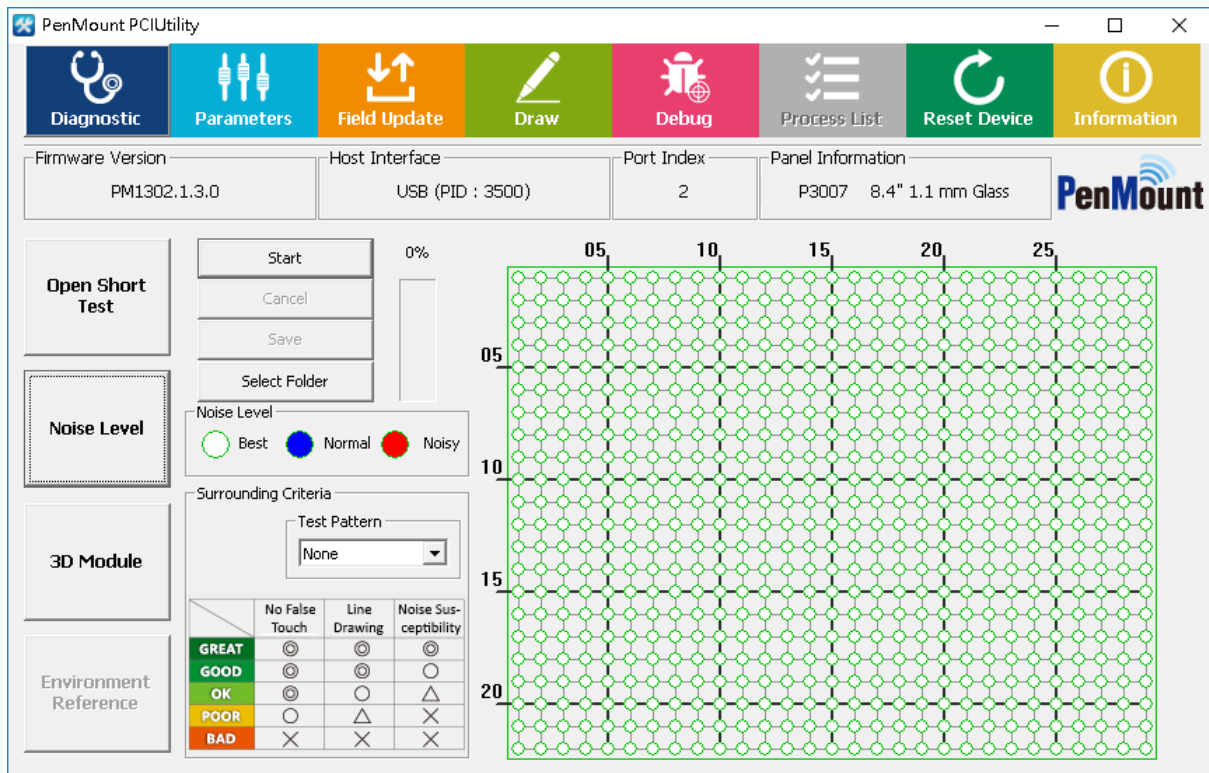 PenMount PCIUtility
Diagnostic
Parameters
Field Update
Draw
Debug
Process List
Reset Device
Information
Firmware Version
PM1302.1.3.0
Host Interface
USB (PID : 3500)
Port Index
2
Panel Information
P3007 8.4" 1.1 mm Glass
PenMount
Open Short
Test
Noise Level
3D Module
Environment
Reference
Start
Cancel
Save
Select Folder
0%
Noise Level
Best
Normal
Noisy
Surrounding Criteria
Test Pattern
None
No False
Touch
Line
Drawing
Noise Sus-
ceptibility
GREAT ◎ ◎ ◎
GOOD ◎ ◎ ○
OK ◎ ○ △
POOR ○ △ ×
BAD × × ×
05 10 15 20 25
05
10
15
20